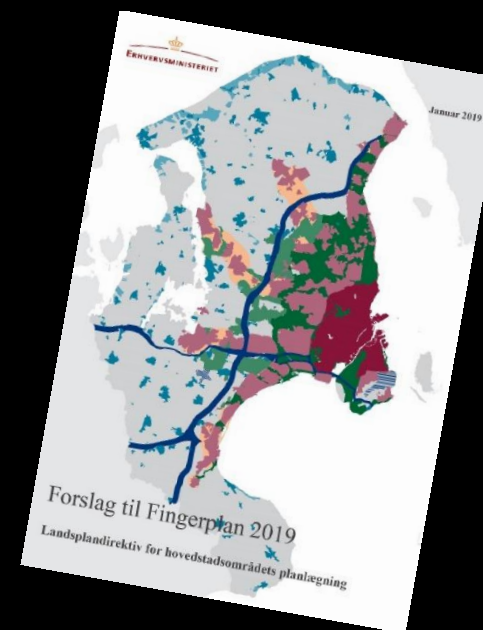 ERHVERVSMINISTERIET
Januar 2019
Forslag til Fingerplan 2019
Landsplandirektiv for hovedstadsområdets planlægning